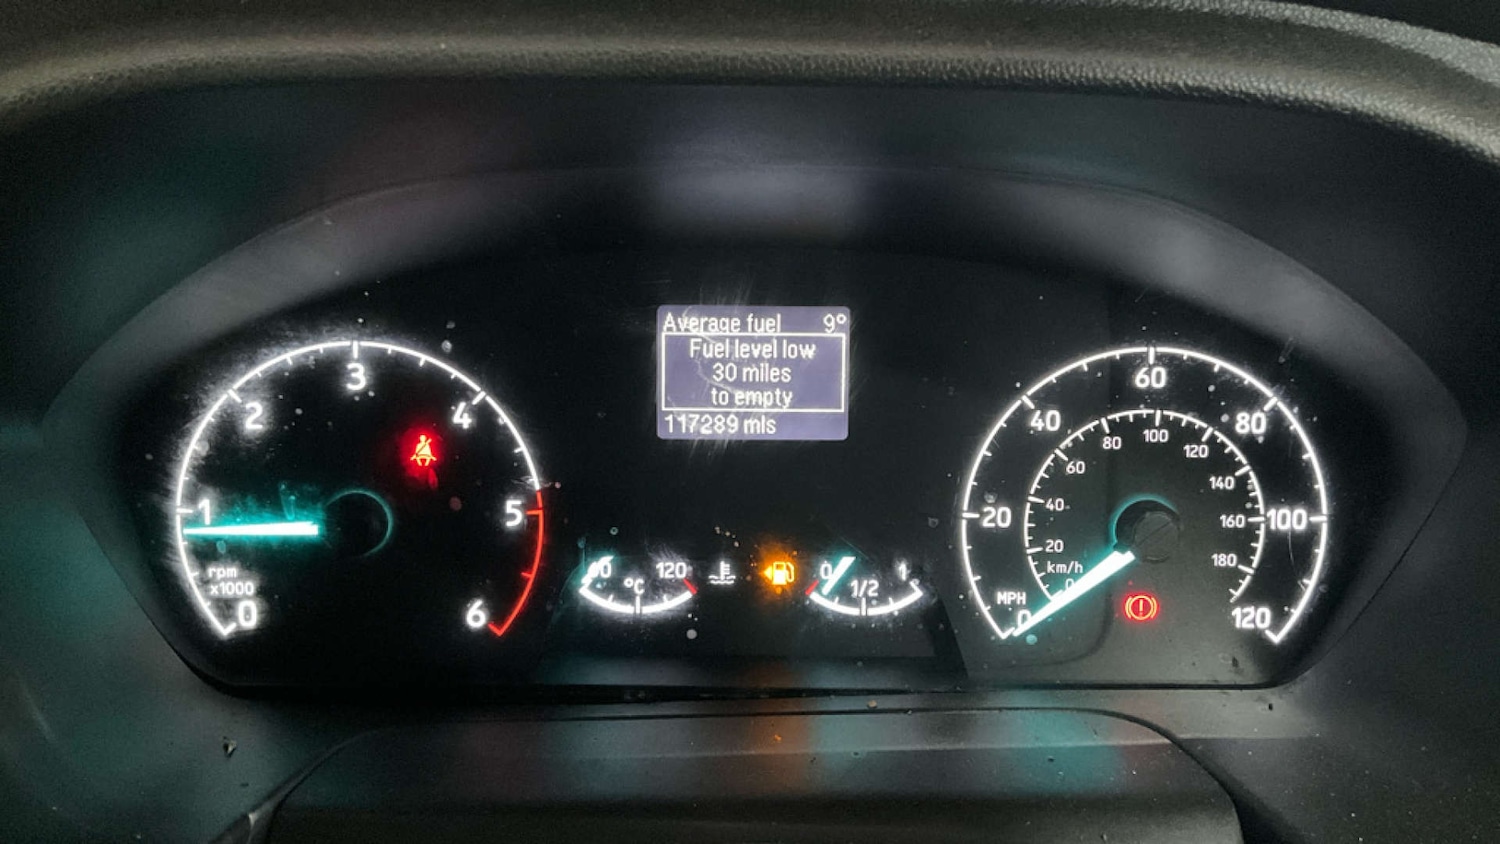 Average fuel 9°
Fuel level low
30 miles
to empty
117289 mls
0 1 2 3 4 5 6
rpm
x1000
120
°C
0 1/2 1
0 20 40 60 80 100 120
MPH
0 20 40 60 80 100 120 140 160 180
km/h